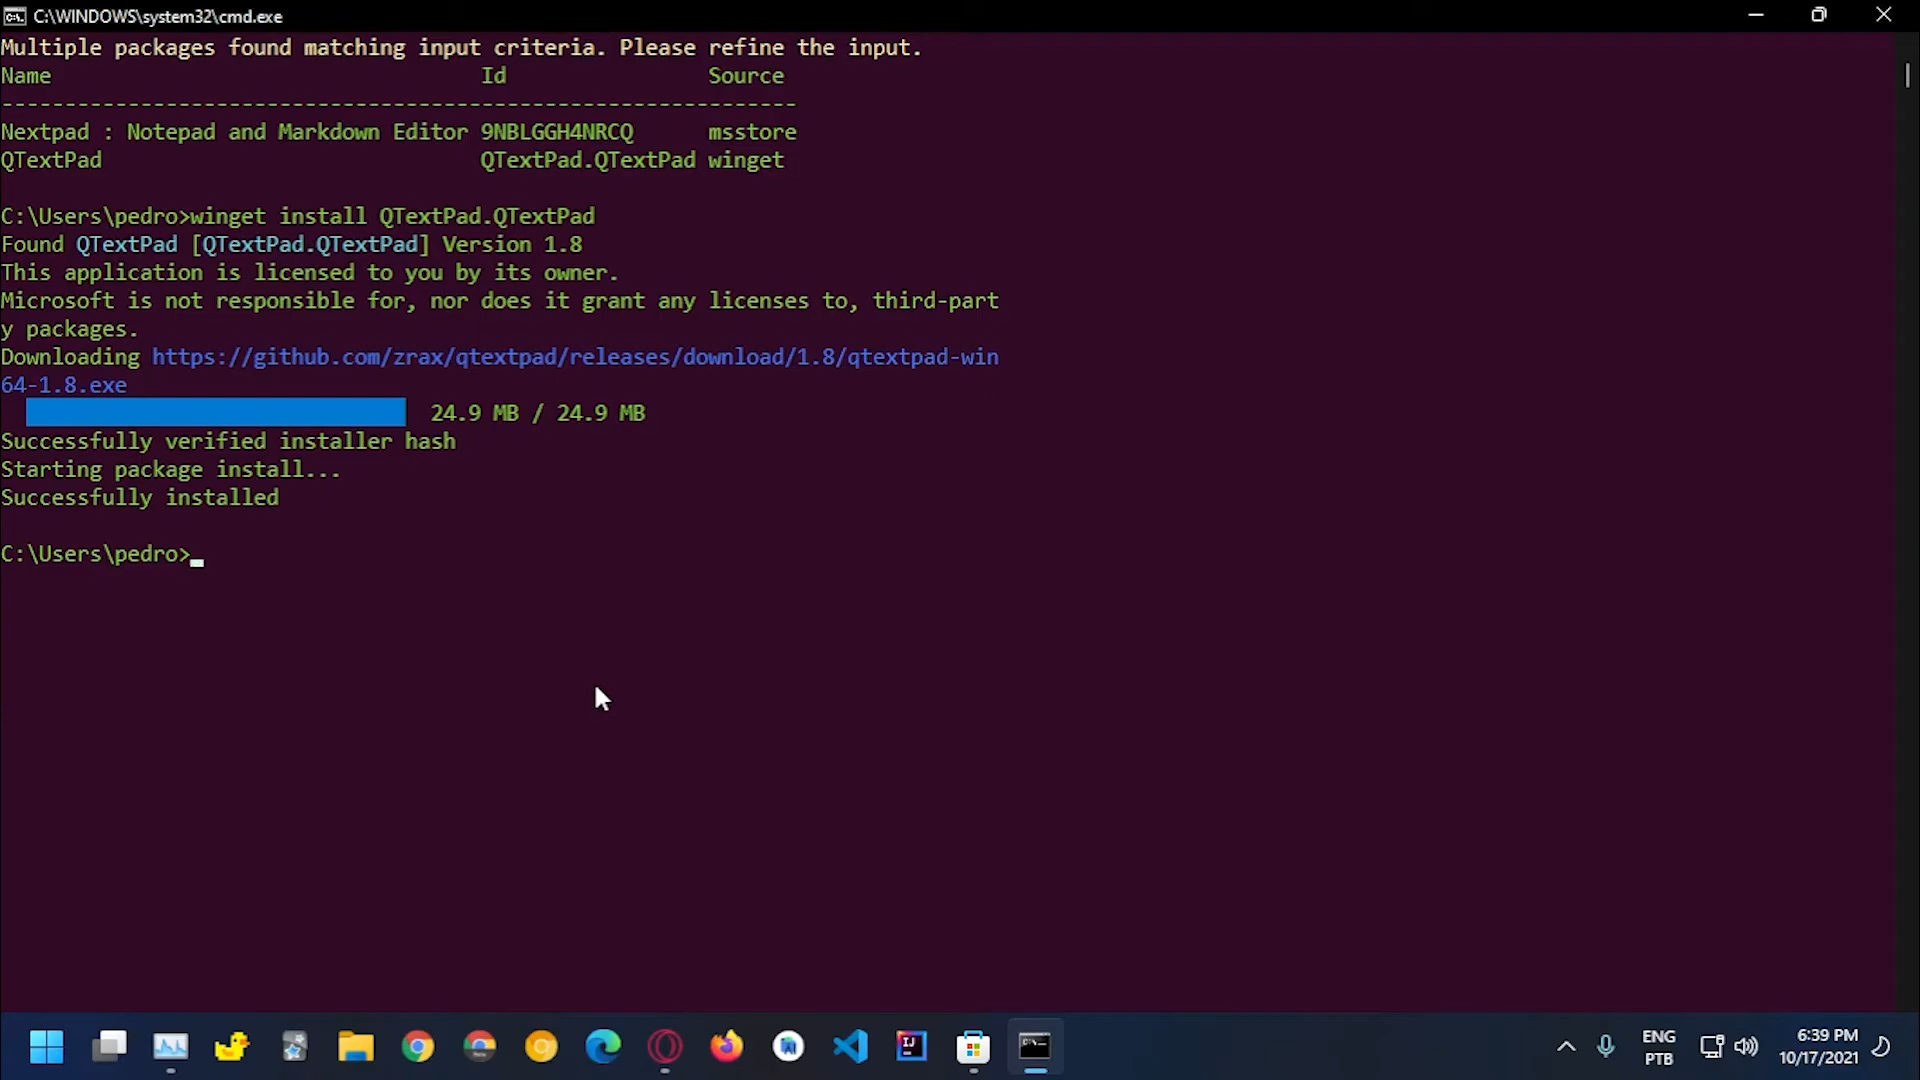 C:\WINDOWS\system32\cmd.exe
Multiple packages found matching input criteria. Please refine the input.
Name Id Source
---------------------------------------------------------------
Nextpad : Notepad and Markdown Editor 9NBLGGH4NRCQ msstore
QTextPad QTextPad.QTextPad winget
C:\Users\pedro>winget install QTextPad.QTextPad
Found QTextPad [QTextPad.QTextPad] Version 1.8
This application is licensed to you by its owner.
Microsoft is not responsible for, nor does it grant any licenses to, third-part
y packages.
Downloading https://github.com/zrax/qtextpad/releases/download/1.8/qtextpad-win
64-1.8.exe
24.9 MB / 24.9 MB
Successfully verified installer hash
Starting package install...
Successfully installed
C:\Users\pedro>
IJ
ENG
PTB
6:39 PM
10/17/2021